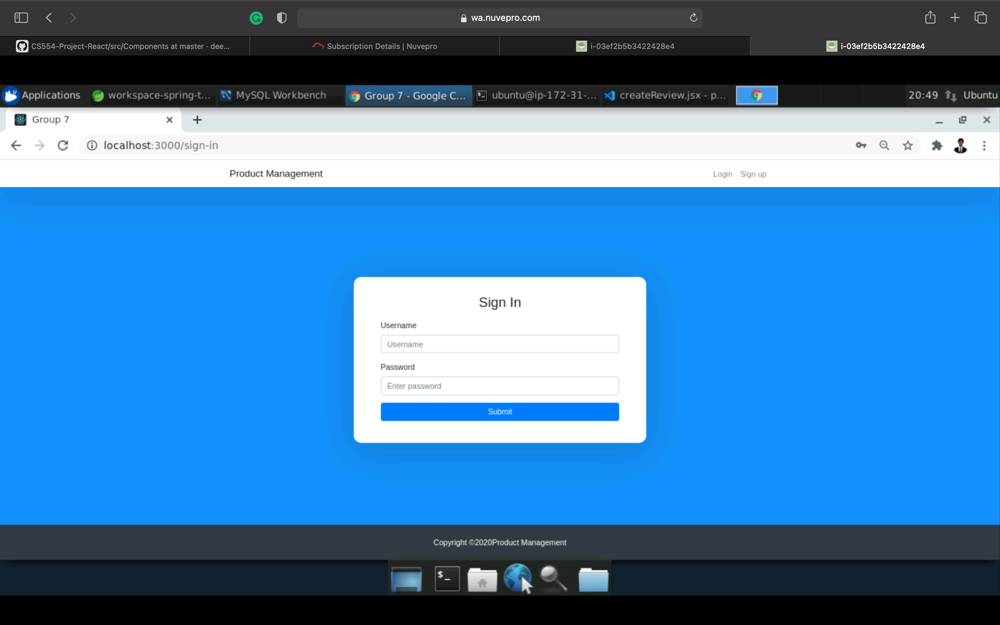 wa.nuvepro.com
CS554-Project-React/src/Components at master · dee...
Subscription Details | Nuvepro
i-03ef2b5b3422428e4
i-03ef2b5b3422428e4
Applications
workspace-spring-t...
MySQL Workbench
Group 7 - Google C...
ubuntu@ip-172-31-...
createReview.jsx - p...
20:49
Ubuntu
Group 7
localhost:3000/sign-in
Product Management
Login
Sign up
Sign In
Username
Username
Password
Enter password
Submit
Copyright ©2020Product Management
$_